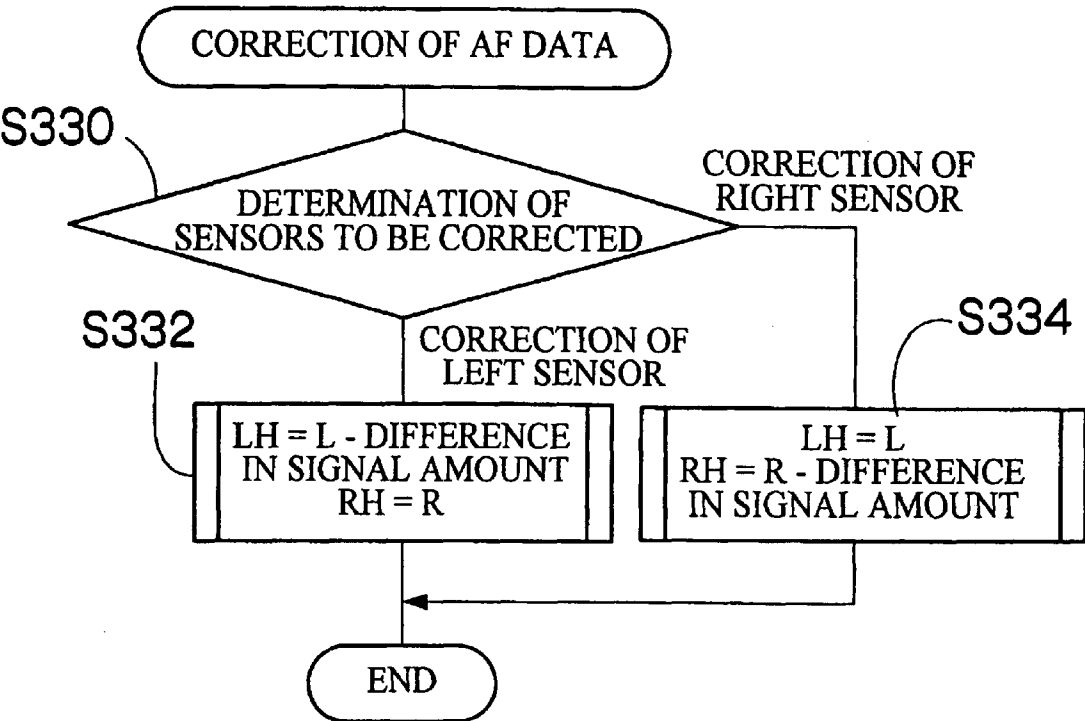 CORRECTION OF AF DATA
S330
DETERMINATION OF
SENSORS TO BE CORRECTED
CORRECTION OF
RIGHT SENSOR
S332
CORRECTION OF
LEFT SENSOR
S334
LH = L - DIFFERENCE
IN SIGNAL AMOUNT
RH = R
LH = L
RH = R - DIFFERENCE
IN SIGNAL AMOUNT
END